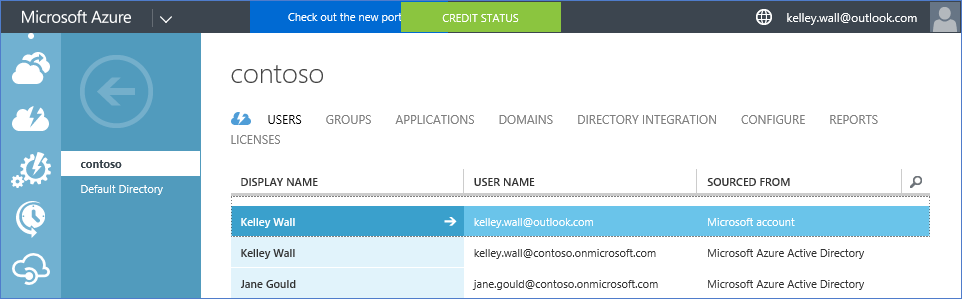 Microsoft Azure Check out the new port CREDIT STATUS kelley.wall@outlook.com
contoso
USERS GROUPS APPLICATIONS DOMAINS DIRECTORY INTEGRATION CONFIGURE REPORTS
LICENSES
contoso
Default Directory
DISPLAY NAME USER NAME SOURCED FROM
Kelley Wall kelley.wall@outlook.com Microsoft account
Kelley Wall kelley.wall@contoso.onmicrosoft.com Microsoft Azure Active Directory
Jane Gould jane.gould@contoso.onmicrosoft.com Microsoft Azure Active Directory